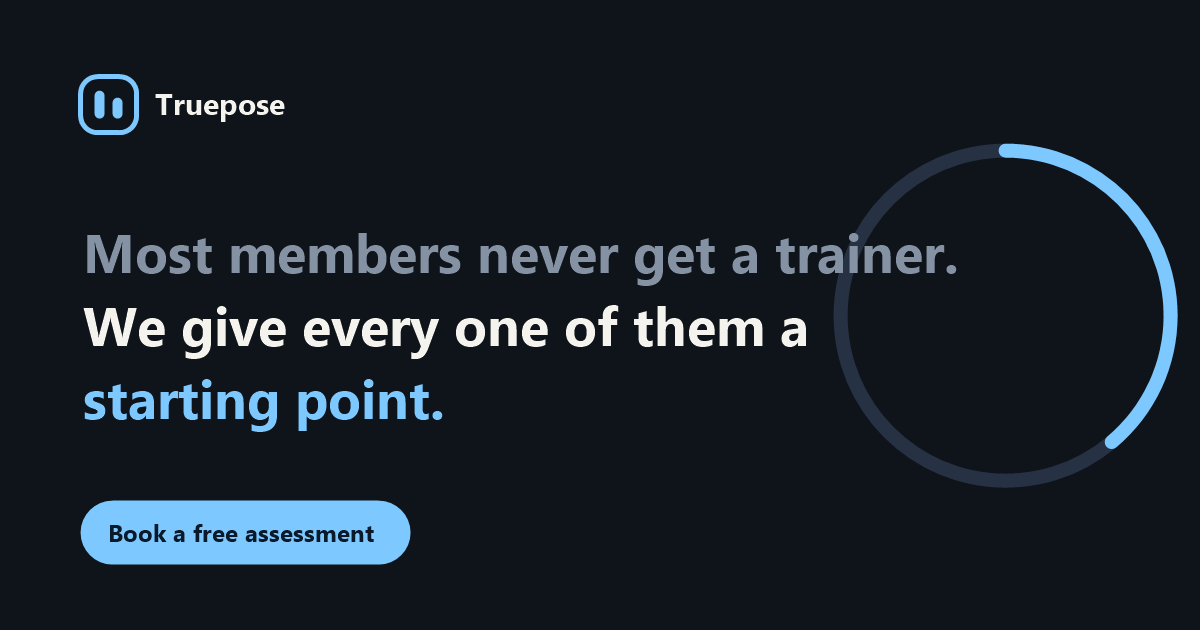 Truepose
Most members never get a trainer.
We give every one of them a
starting point.
Book a free assessment